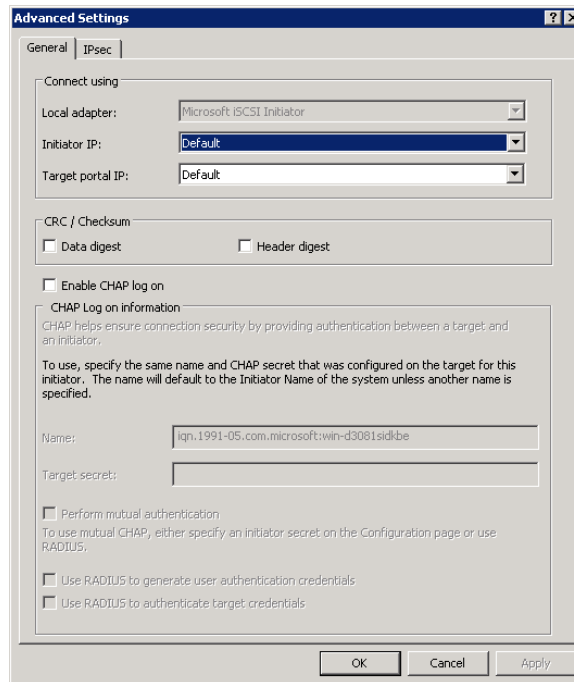 Advanced Settings
General
IPsec
Connect using
Local adapter:
Microsoft iSCSI Initiator
Initiator IP:
Default
Target portal IP:
Default
CRC / Checksum
Data digest
Header digest
Enable CHAP log on
CHAP Log on information
CHAP helps ensure connection security by providing authentication between a target and
an initiator.
To use, specify the same name and CHAP secret that was configured on the target for this
initiator. The name will default to the Initiator Name of the system unless another name is
specified.
Name:
iqn.1991-05.com.microsoft:win-d3081sidkbe
Target secret:
Perform mutual authentication
To use mutual CHAP, either specify an initiator secret on the Configuration page or use
RADIUS.
Use RADIUS to generate user authentication credentials
Use RADIUS to authenticate target credentials
OK
Cancel
Apply